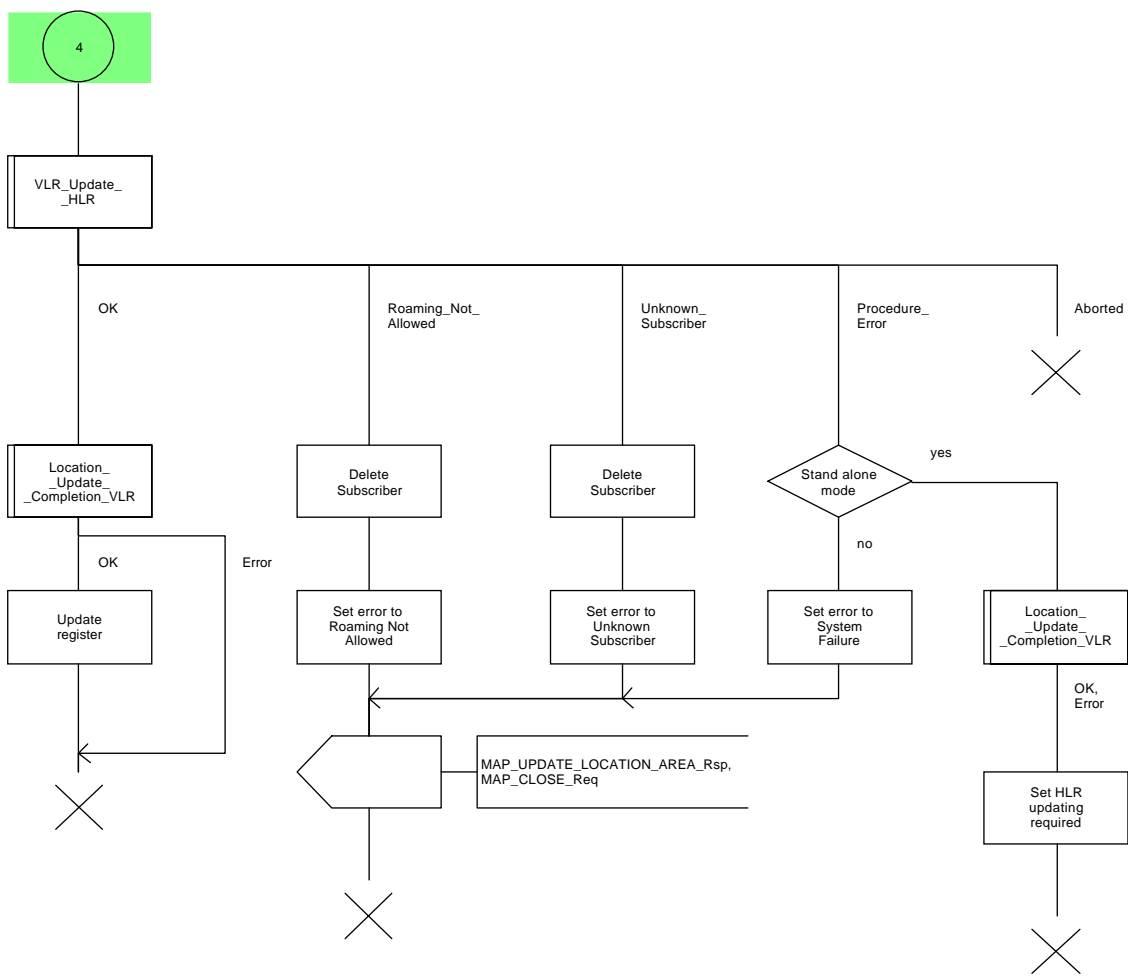 4
VLR_Update_
_HLR
OK
Roaming_Not_
Allowed
Unknown_
Subscriber
Procedure_
Error
Aborted
Location_
_Update_
_Completion_VLR
Delete
Subscriber
Delete
Subscriber
Stand alone
mode
yes
OK
Error
no
Update
register
Set error to
Roaming Not
Allowed
Set error to
Unknown
Subscriber
Set error to
System
Failure
Location_
_Update_
_Completion_VLR
OK,
Error
MAP_UPDATE_LOCATION_AREA_Rsp,
MAP_CLOSE_Req
Set HLR
updating
required